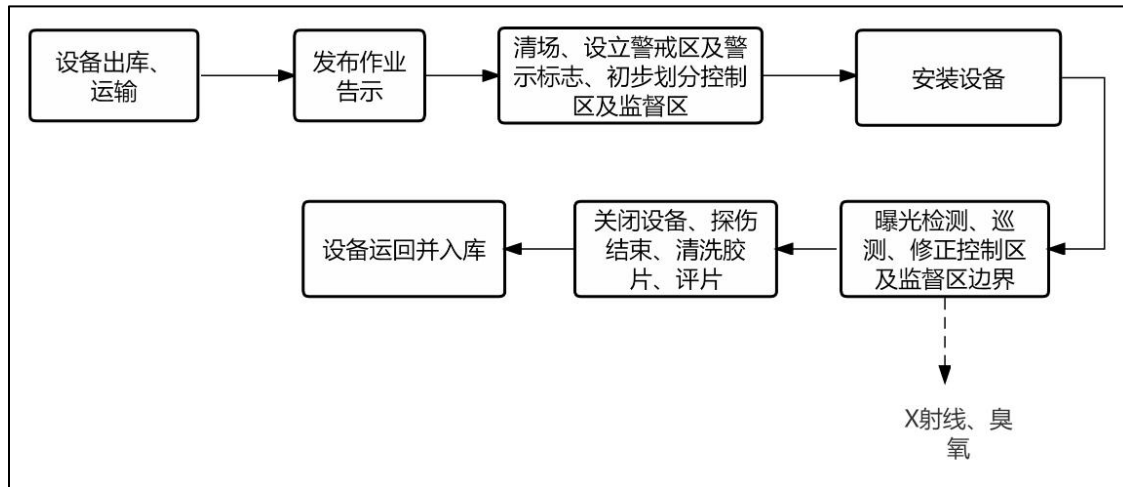 设备出库、
运输
发布作业
告示
清场、设立警戒区及警
示标志、初步划分控制
区及监督区
安装设备
曝光检测、巡
测、修正控制区
及监督区边界
关闭设备、探伤
结束、清洗胶
片、评片
设备运回并入库
X射线、臭
氧